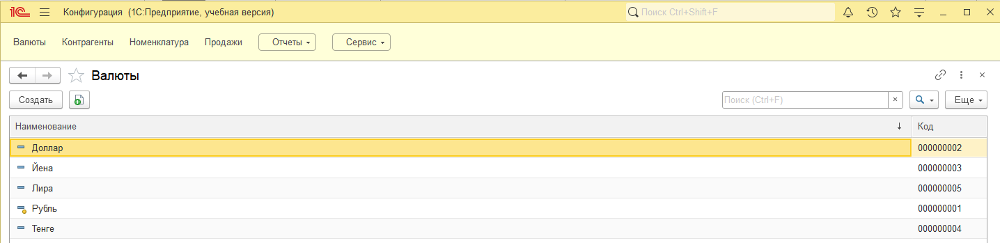 1С Конфигурация (1С:Предприятие, учебная версия) Поиск Ctrl+Shift+F
Валюты Контрагенты Номенклатура Продажи Отчеты Сервис
Валюты
Создать Поиск (Ctrl+F) × Еще
Наименование ↓ Код
Доллар 000000002
Йена 000000003
Лира 000000005
Рубль 000000001
Тенге 000000004